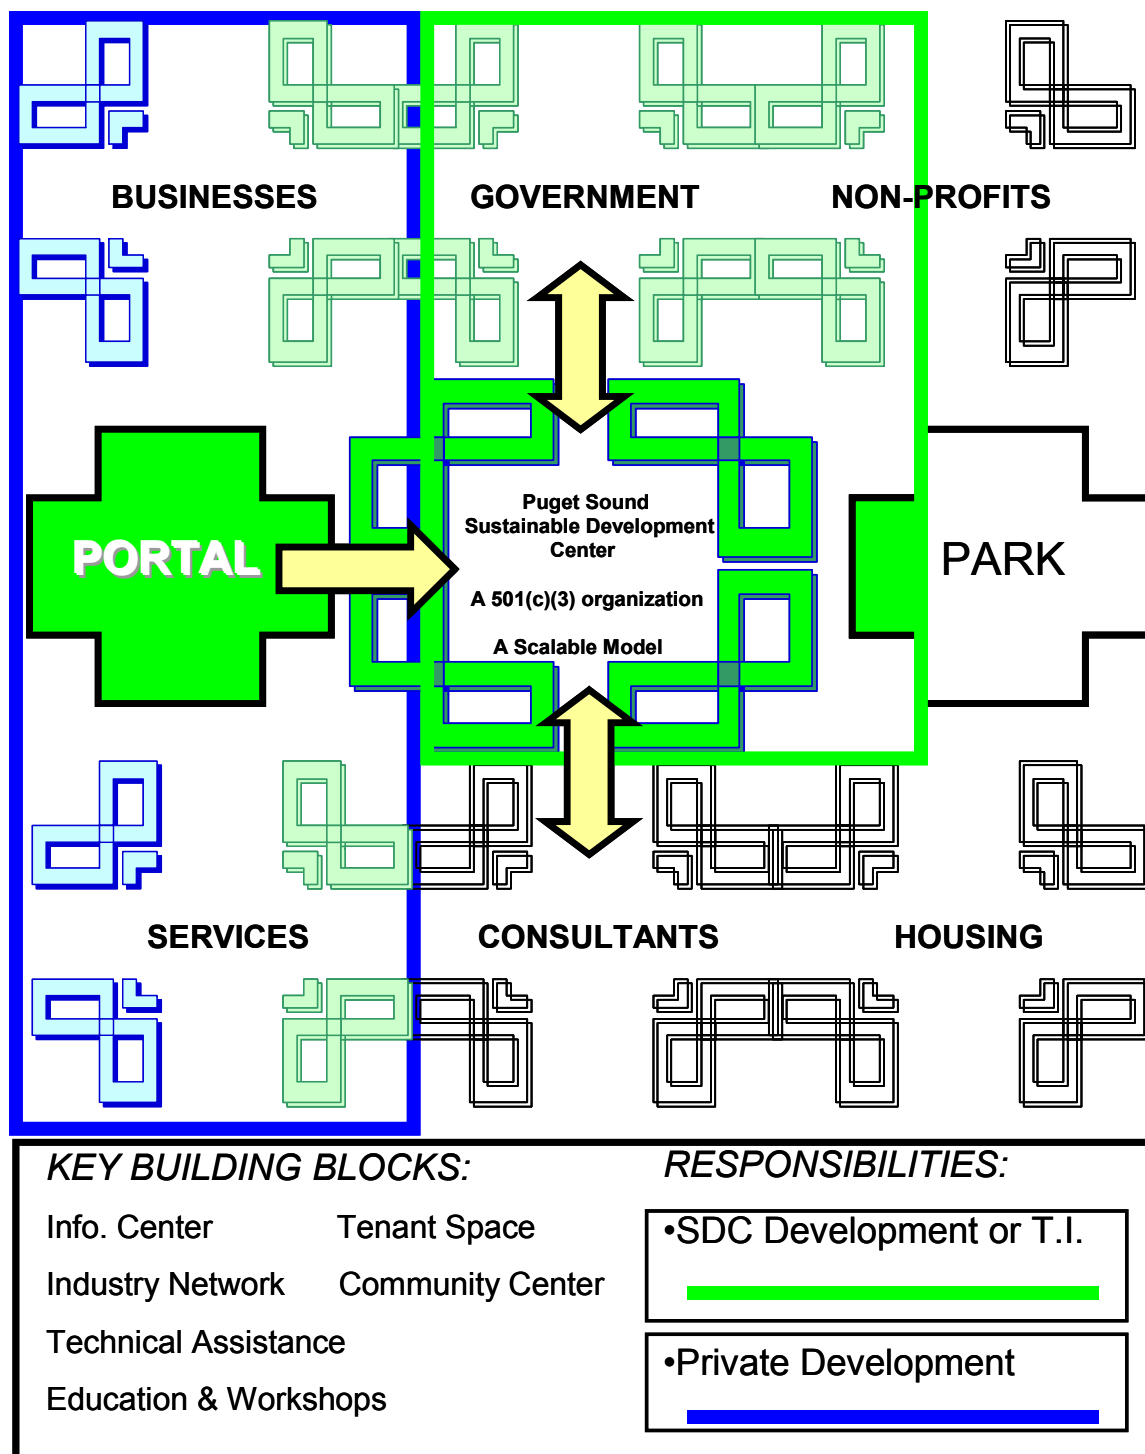 BUSINESSES
GOVERNMENT
NON-PROFITS
PORTAL
Puget Sound
Sustainable Development
Center
A 501(c)(3) organization
A Scalable Model
PARK
SERVICES
CONSULTANTS
HOUSING
KEY BUILDING BLOCKS:
Info. Center
Tenant Space
Industry Network
Community Center
Technical Assistance
Education & Workshops
RESPONSIBILITIES:
•SDC Development or T.I.
•Private Development